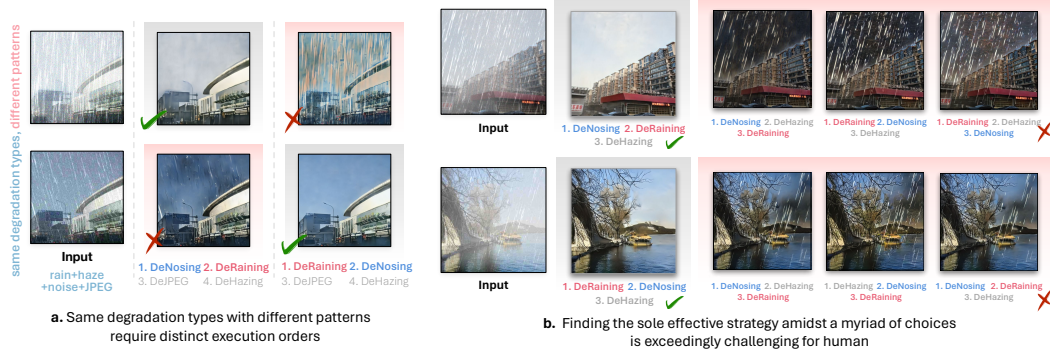 same degradation types, different patterns
Input
rain+haze
+noise+JPEG
1. DeNosing 2. DeRaining
3. DeJPEG 4. DeHazing
1. DeRaining 2. DeNosing
3. DeJPEG 4. DeHazing
a. Same degradation types with different patterns
require distinct execution orders
Input
1. DeNosing 2. DeRaining
3. DeHazing
1. DeNosing 2. DeHazing
3. DeRaining
1. DeRaining 2. DeNosing
3. DeHazing
1. DeRaining 2. DeHazing
3. DeNosing
Input
1. DeRaining 2. DeNosing
3. DeHazing
1. DeNosing 2. DeHazing
3. DeRaining
1. DeHazing 2. DeNosing
3. DeRaining
1. DeNosing 2. DeRaining
3. DeHazing
b. Finding the sole effective strategy amidst a myriad of choices
is exceedingly challenging for human